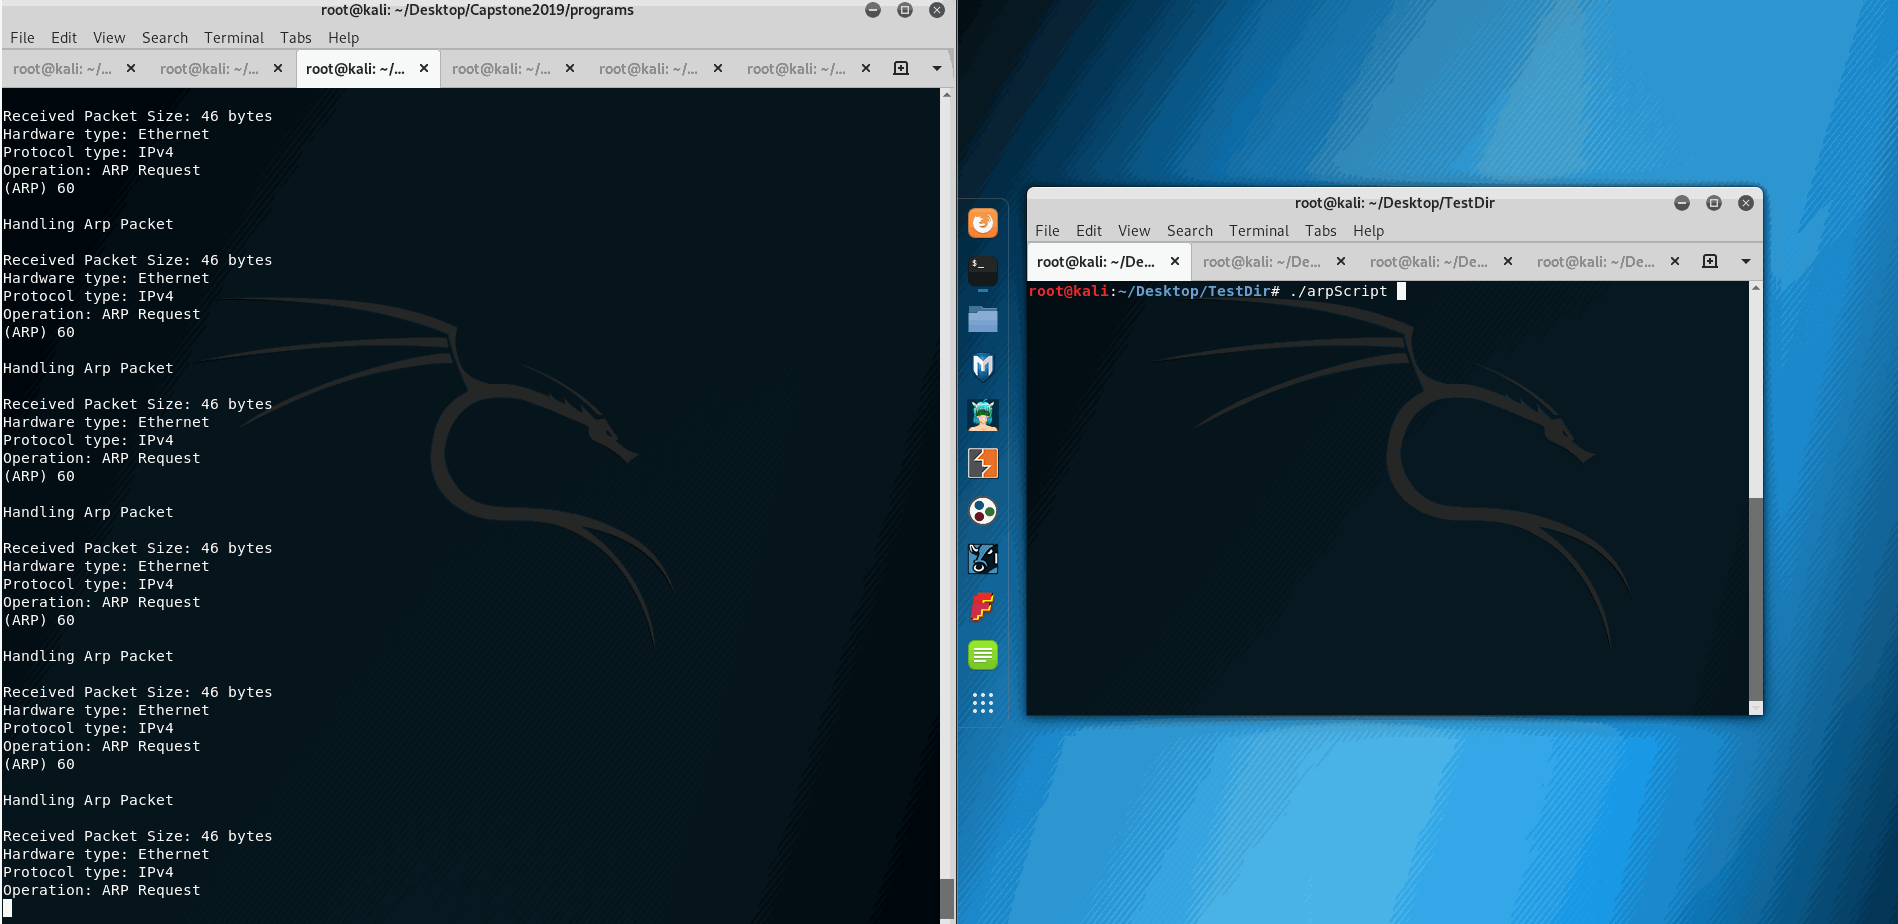 root@kali: ~/Desktop/Capstone2019/programs
File Edit View Search Terminal Tabs Help
root@kali: ~/... root@kali: ~/... root@kali: ~/... root@kali: ~/... root@kali: ~/... root@kali: ~/...
Received Packet Size: 46 bytes
Hardware type: Ethernet
Protocol type: IPv4
Operation: ARP Request
(ARP) 60
Handling Arp Packet
Received Packet Size: 46 bytes
Hardware type: Ethernet
Protocol type: IPv4
Operation: ARP Request
(ARP) 60
Handling Arp Packet
Received Packet Size: 46 bytes
Hardware type: Ethernet
Protocol type: IPv4
Operation: ARP Request
(ARP) 60
Handling Arp Packet
Received Packet Size: 46 bytes
Hardware type: Ethernet
Protocol type: IPv4
Operation: ARP Request
(ARP) 60
Handling Arp Packet
Received Packet Size: 46 bytes
Hardware type: Ethernet
Protocol type: IPv4
Operation: ARP Request
(ARP) 60
Handling Arp Packet
Received Packet Size: 46 bytes
Hardware type: Ethernet
Protocol type: IPv4
Operation: ARP Request
$_
root@kali: ~/Desktop/TestDir
File Edit View Search Terminal Tabs Help
root@kali: ~/De... root@kali: ~/De... root@kali: ~/De... root@kali: ~/De...
root@kali:~/Desktop/TestDir# ./arpScript